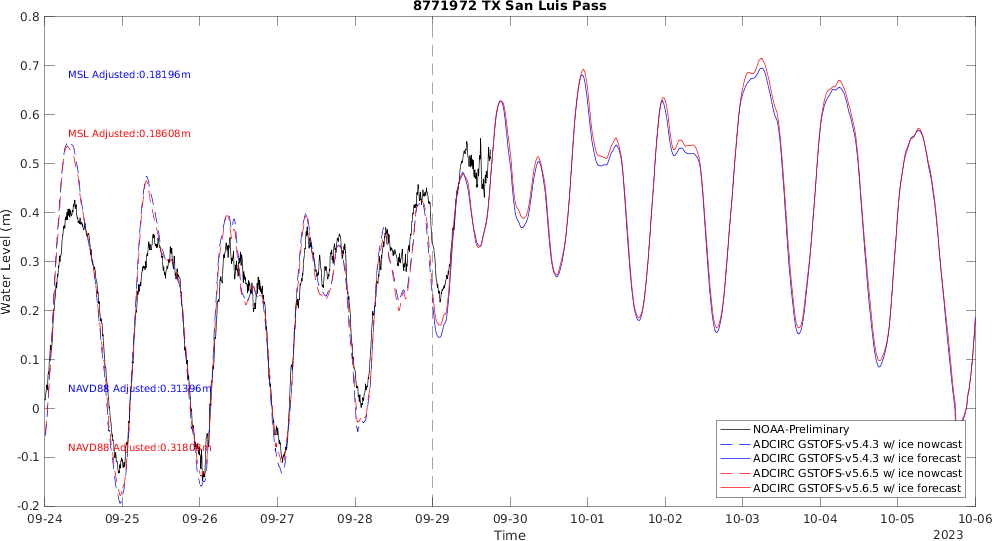 8771972 TX San Luis Pass
0.8
0.7
0.6
0.5
0.4
0.3
0.2
0.1
0
-0.1
-0.2
Water Level (m)
MSL Adjusted:0.18196m
MSL Adjusted:0.18608m
NAVD88 Adjusted:0.31396m
NAVD88 Adjusted:0.31808m
NOAA-Preliminary
ADCIRC GSTOFS-v5.4.3 w/ ice nowcast
ADCIRC GSTOFS-v5.4.3 w/ ice forecast
ADCIRC GSTOFS-v5.6.5 w/ ice nowcast
ADCIRC GSTOFS-v5.6.5 w/ ice forecast
09-24 09-25 09-26 09-27 09-28 09-29 09-30 10-01 10-02 10-03 10-04 10-05 10-06
Time
2023